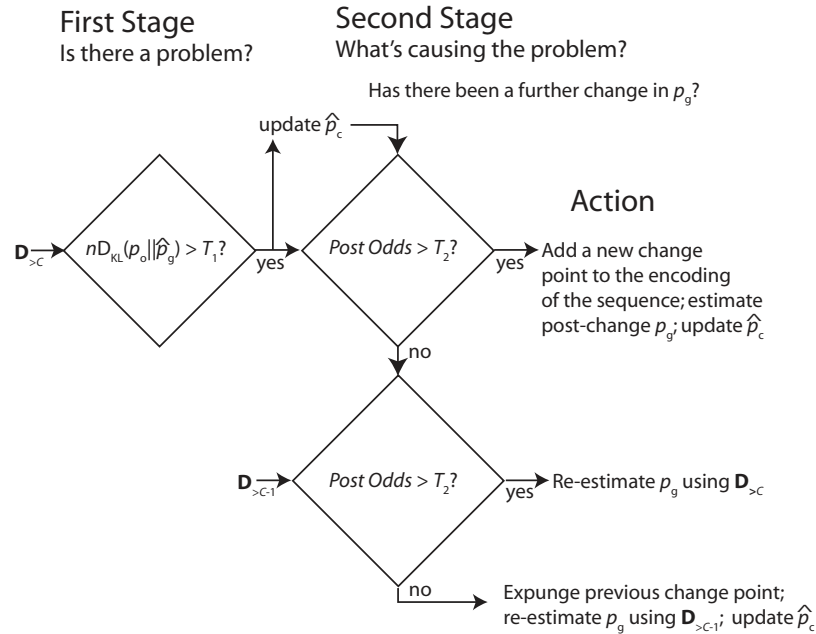 First Stage
Is there a problem?
Second Stage
What's causing the problem?
Has there been a further change in p_g?
update p̂_c
D_>C
nD_KL(p_o||p̂_g) > T_1?
yes
Post Odds > T_2?
yes
Action
Add a new change
point to the encoding
of the sequence; estimate
post-change p_g; update p̂_c
no
D_>C-1
Post Odds > T_2?
yes
Re-estimate p_g using D_>C
no
Expunge previous change point;
re-estimate p_g using D_>C-1; update p̂_c